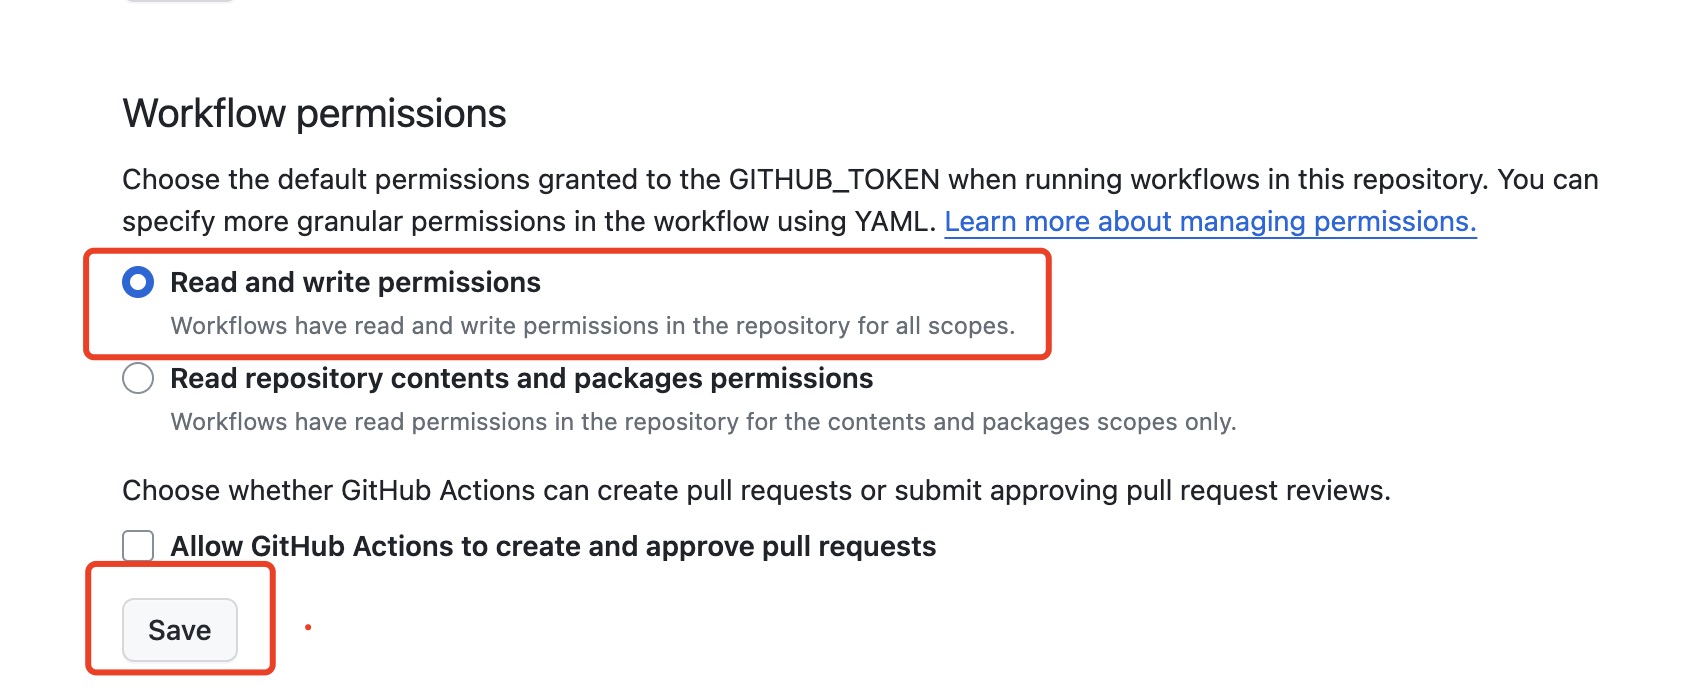 Workflow permissions
Choose the default permissions granted to the GITHUB_TOKEN when running workflows in this repository. You can
specify more granular permissions in the workflow using YAML. Learn more about managing permissions.
Read and write permissions
Workflows have read and write permissions in the repository for all scopes.
Read repository contents and packages permissions
Workflows have read permissions in the repository for the contents and packages scopes only.
Choose whether GitHub Actions can create pull requests or submit approving pull request reviews.
Allow GitHub Actions to create and approve pull requests
Save